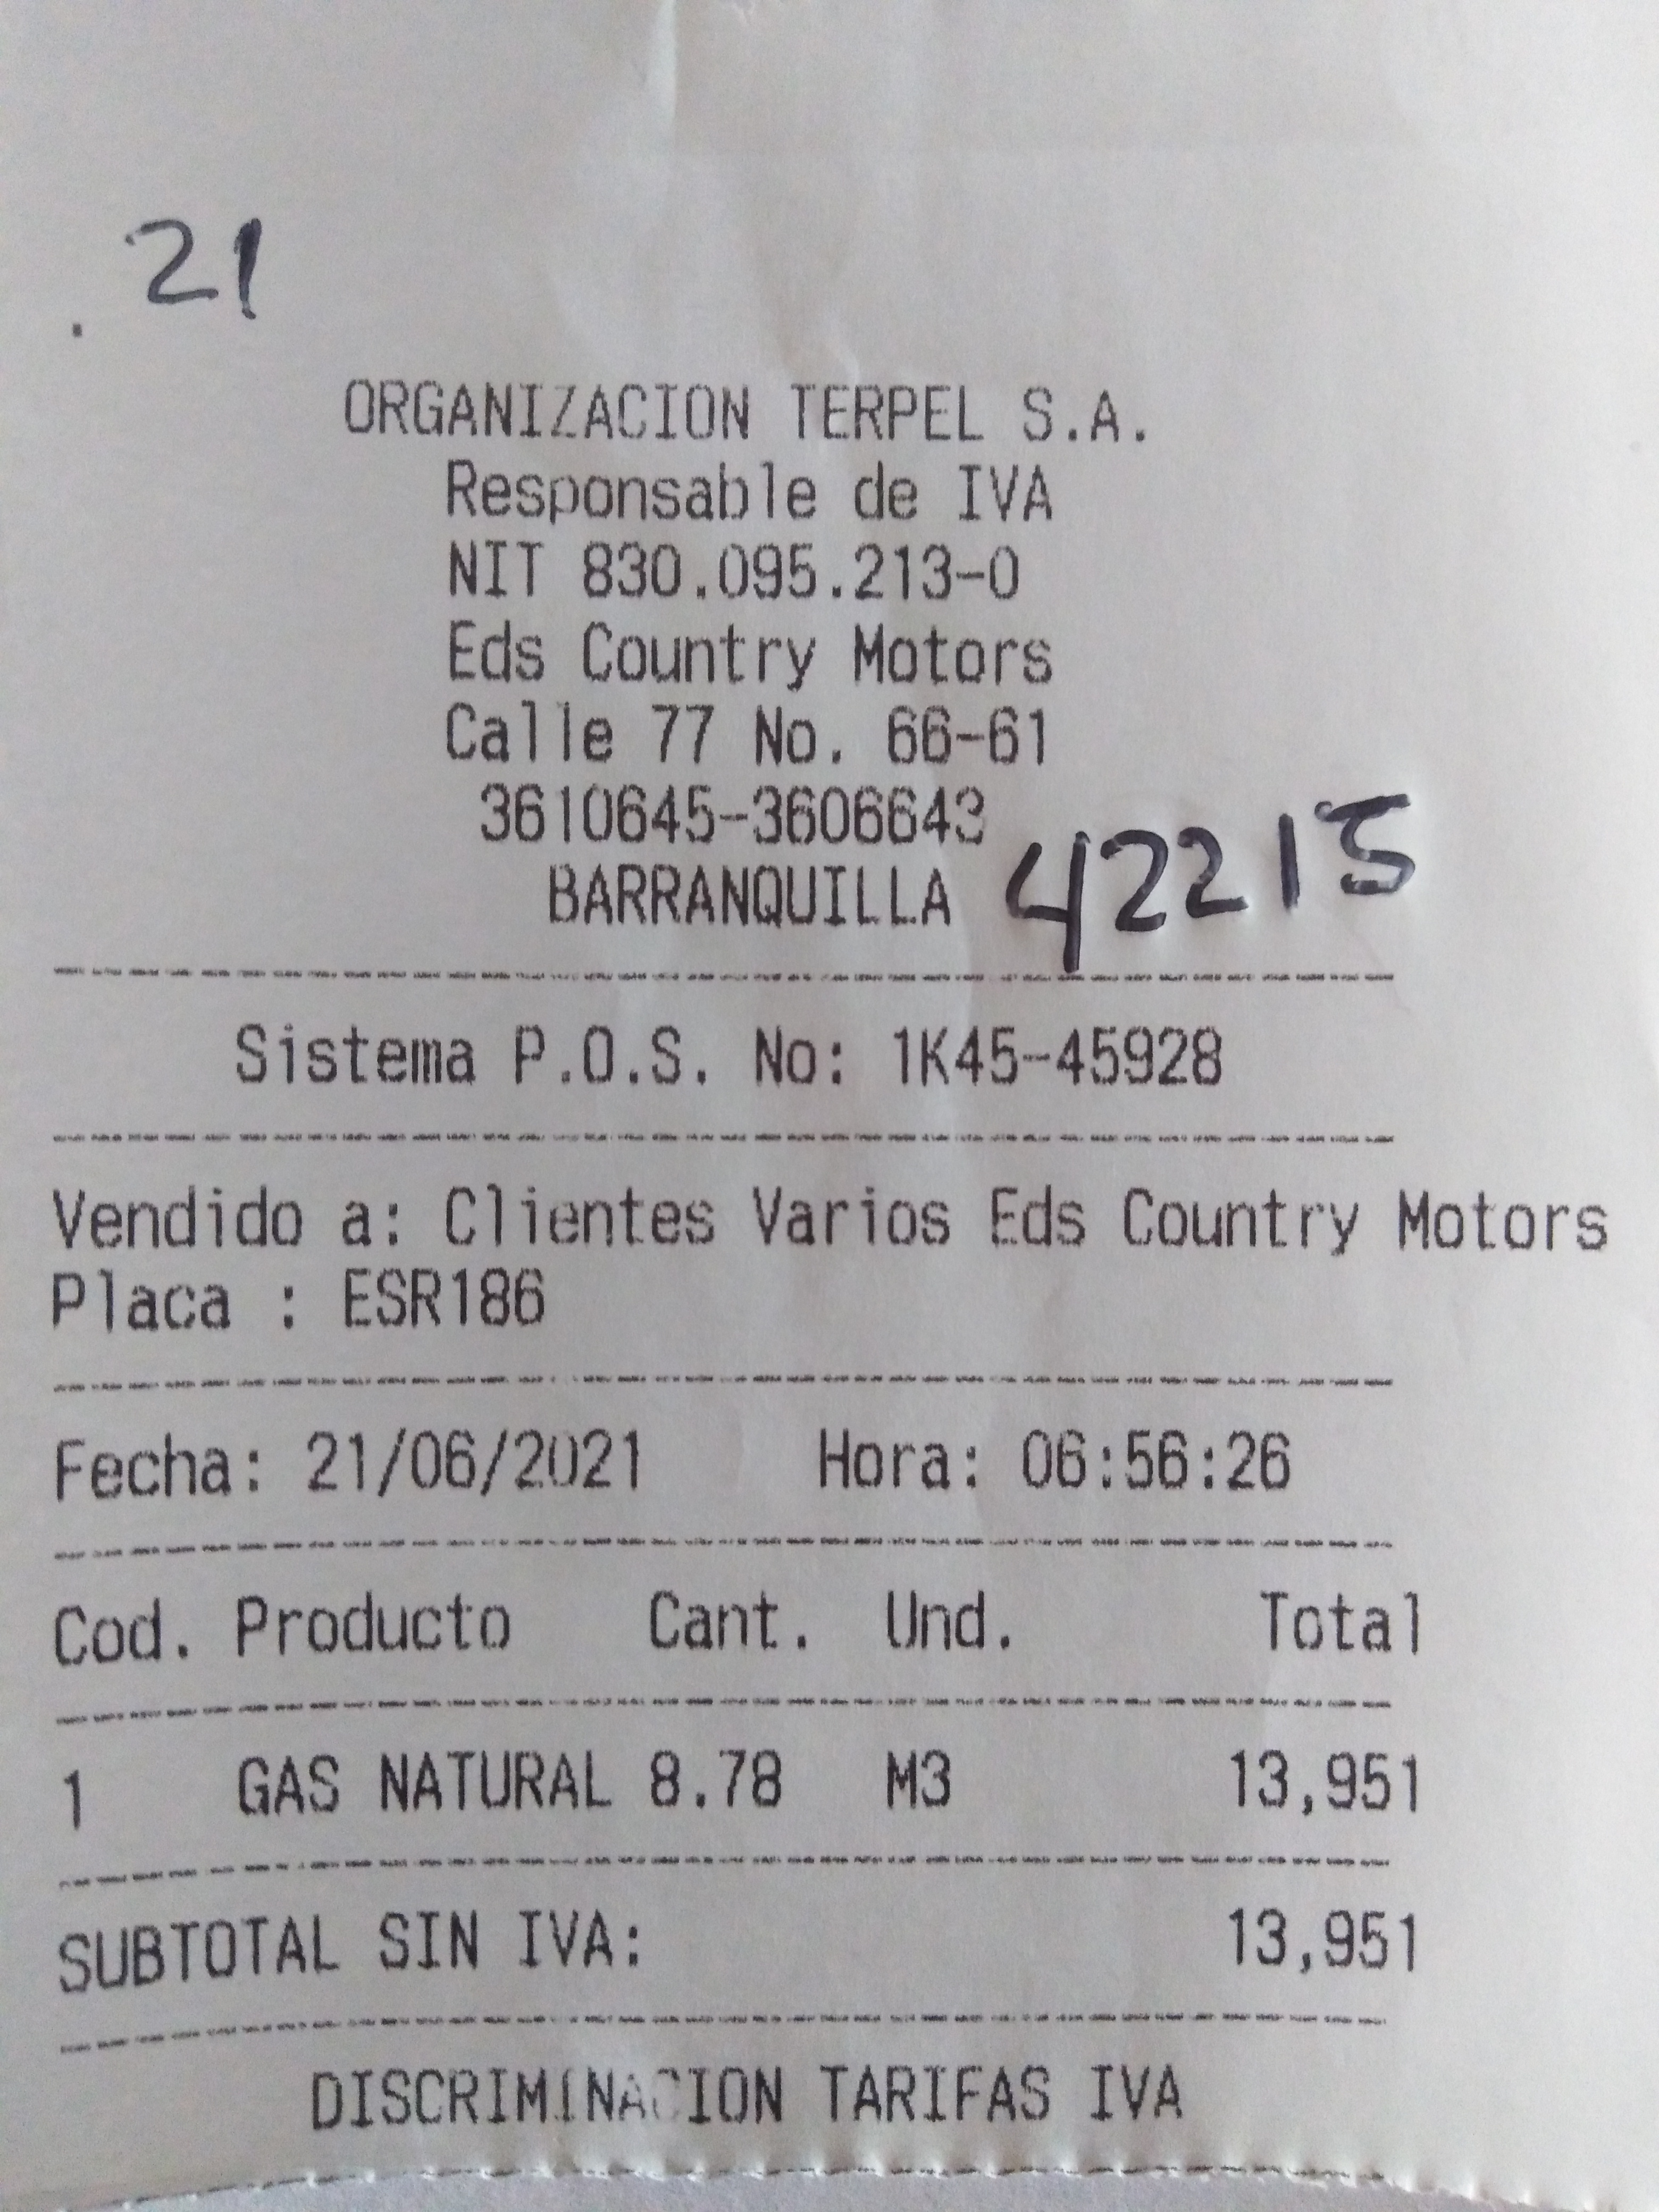 21
ORGANIZACION TERPEL S.A.
Responsable de IVA
NIT 830.095.213-0
Eds Country Motors
Calle 77 No. 66-61
3610645-3606643
BARRANQUILLA 42215
Sistema P.O.S. No: 1K45-45928
Vendido a: Clientes Varios Eds Country Motors
Placa : ESR186
Fecha: 21/06/2021 Hora: 06:56:26
Cod. Producto Cant. Und. Total
1 GAS NATURAL 8.78 M3 13,951
SUBTOTAL SIN IVA: 13,951
DISCRIMINACION TARIFAS IVA